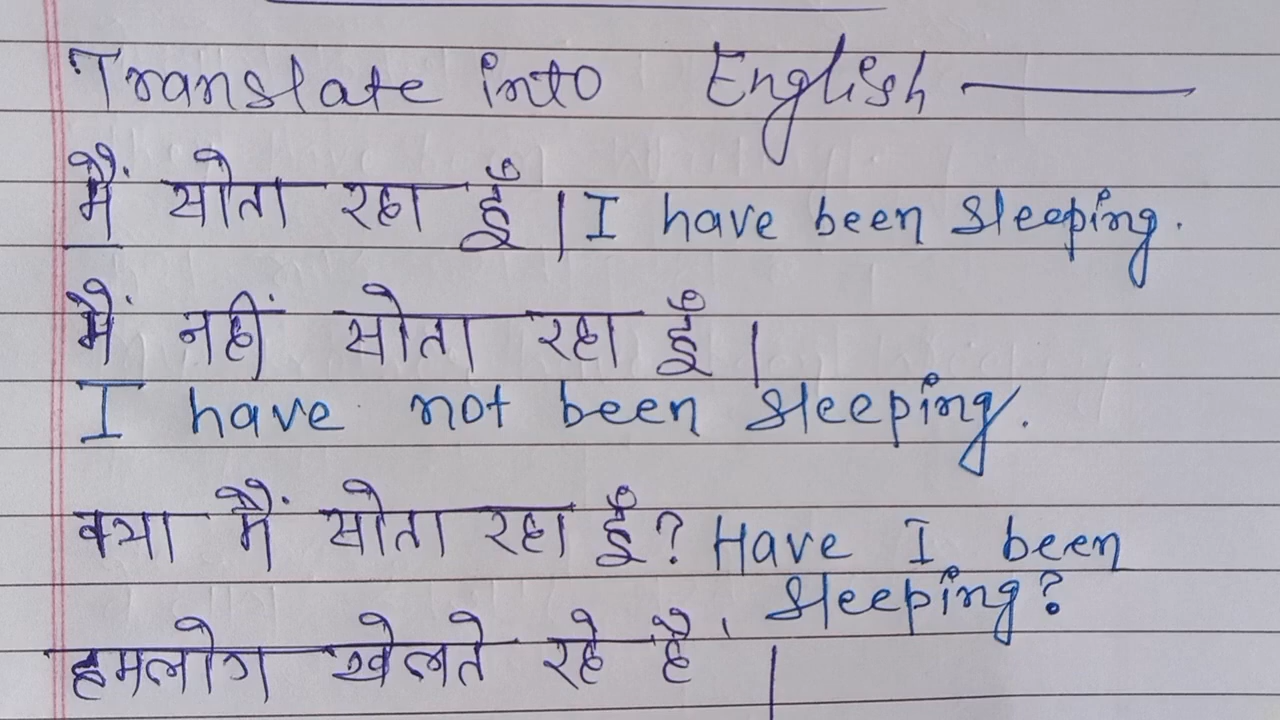 Translate into English —
मैं सोता रहा हूँ । I have been sleeping.
मैं नहीं सोता रहा हूँ ।
I have not been sleeping.
क्या मैं सोता रहा हूँ? Have I been
sleeping?
हमलोग खेलते रहे हैं ।